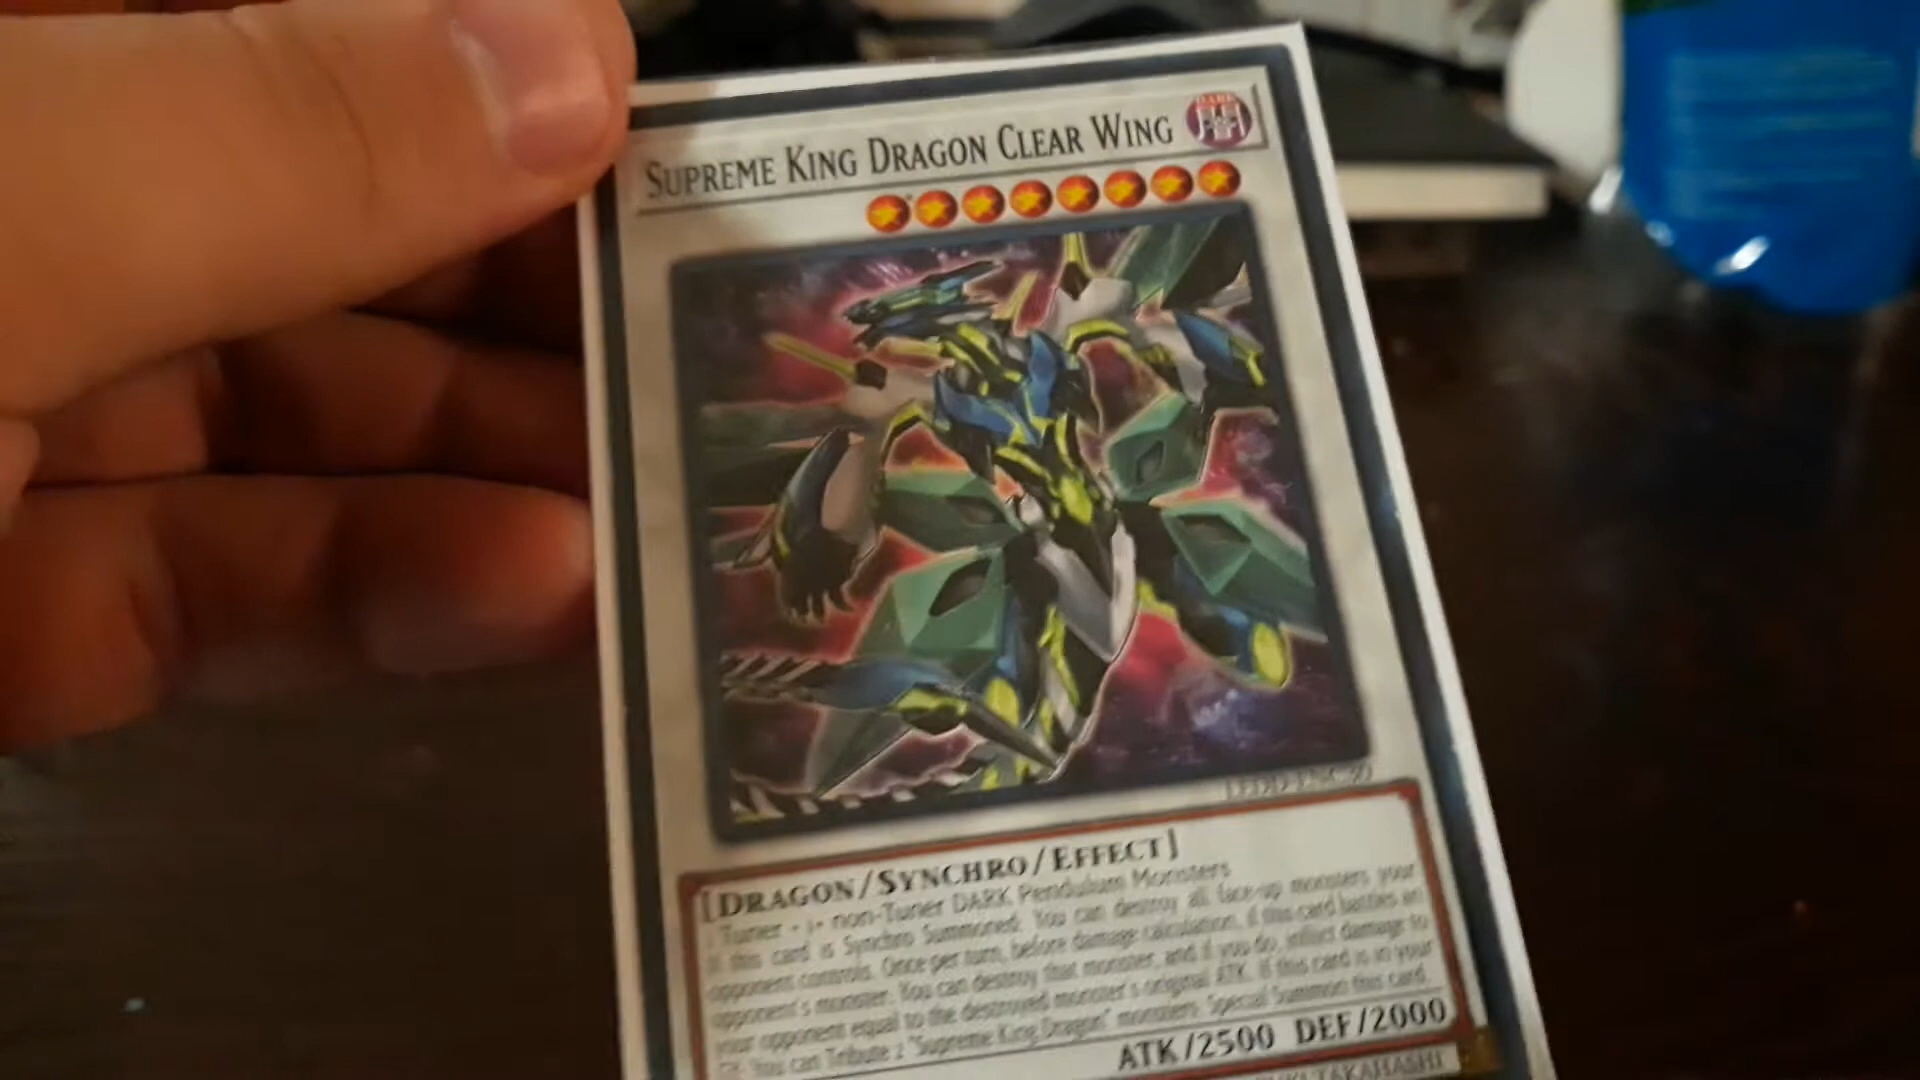 SUPREME KING DRAGON CLEAR WING
DARK
[DRAGON/SYNCHRO/EFFECT]
1 Tuner + 1+ non-Tuner DARK Pendulum Monsters
If this card is Synchro Summoned: You can destroy all face-up monsters your
opponent controls. Once per turn, before damage calculation, if this card battles an
opponent's monster: You can destroy that monster, and if you do, inflict damage to
your opponent equal to the destroyed monster's original ATK. If this card is in your
GY: You can Tribute 2 "Supreme King Dragon" monsters; Special Summon this card.
ATK/2500 DEF/2000
TAKAHASHI